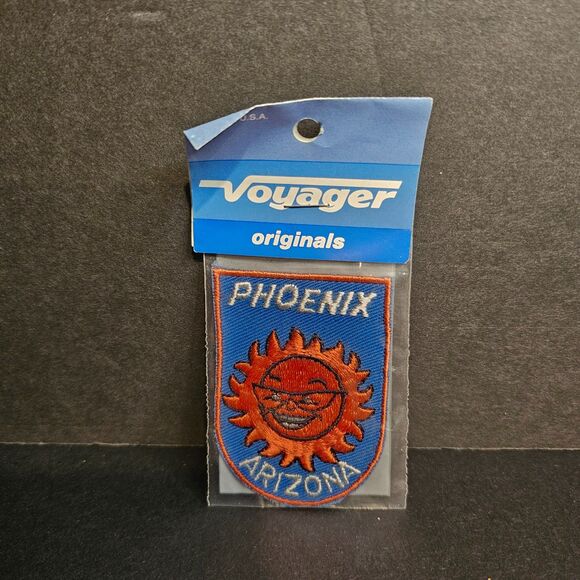 U.S.A.
Voyager
originals
PHOENIX
ARIZONA